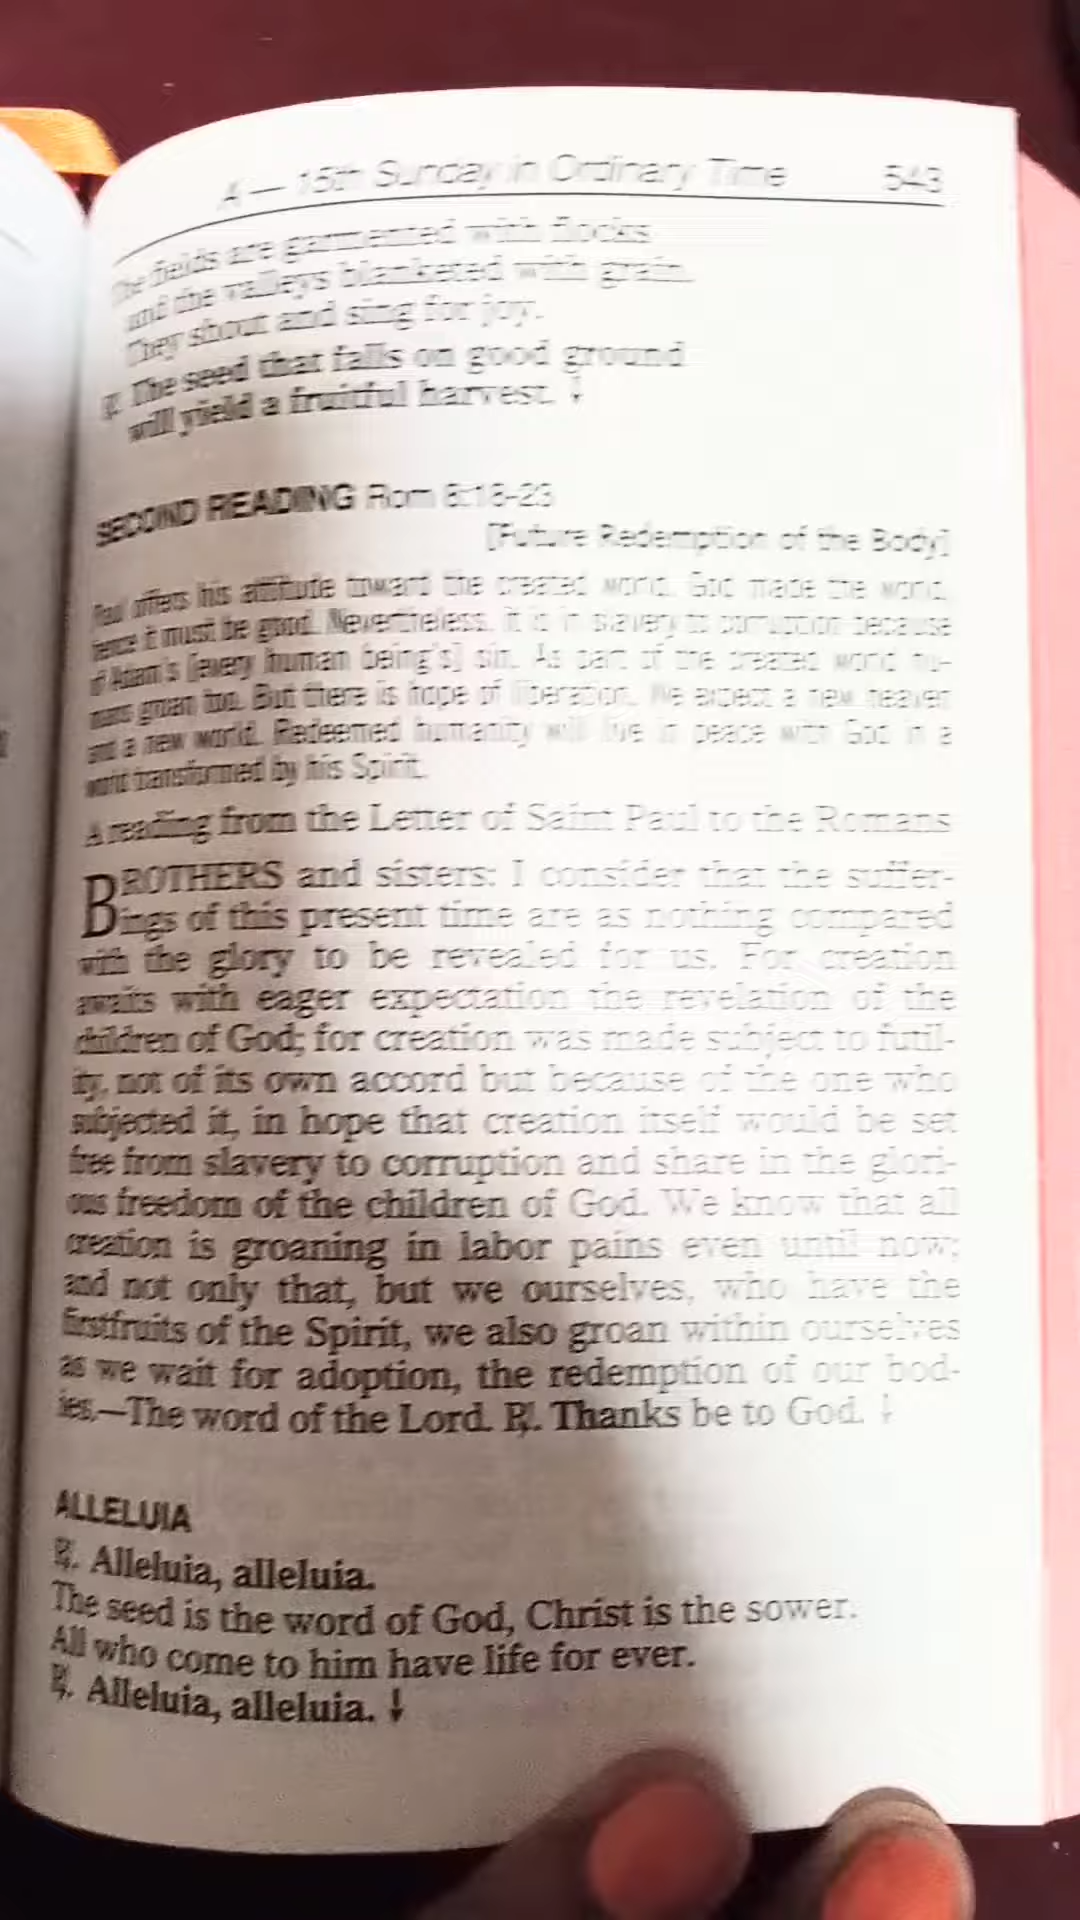 A — 15th Sunday in Ordinary Time 543
The fields are garmented with flocks
and the valleys blanketed with grain.
They shout and sing for joy.
℟. The seed that falls on good ground
will yield a fruitful harvest. ↓
SECOND READING Rom 8:18-23
[Future Redemption of the Body]
Paul offers his attitude toward the created world. God made the world,
hence it must be good. Nevertheless, it is in slavery to corruption because
of Adam's [every human being's] sin. As part of the created world hu-
mans groan too. But there is hope of liberation. We expect a new heaven
and a new world. Redeemed humanity will live in peace with God in a
world transformed by his Spirit.
A reading from the Letter of Saint Paul to the Romans
BROTHERS and sisters: I consider that the suffer-
ings of this present time are as nothing compared
with the glory to be revealed for us. For creation
awaits with eager expectation the revelation of the
children of God; for creation was made subject to futil-
ity, not of its own accord but because of the one who
subjected it, in hope that creation itself would be set
free from slavery to corruption and share in the glori-
ous freedom of the children of God. We know that all
creation is groaning in labor pains even until now;
and not only that, but we ourselves, who have the
firstfruits of the Spirit, we also groan within ourselves
as we wait for adoption, the redemption of our bod-
ies.—The word of the Lord. ℟. Thanks be to God. ↓
ALLELUIA
℟. Alleluia, alleluia.
The seed is the word of God, Christ is the sower.
All who come to him have life for ever.
℟. Alleluia, alleluia. ↓